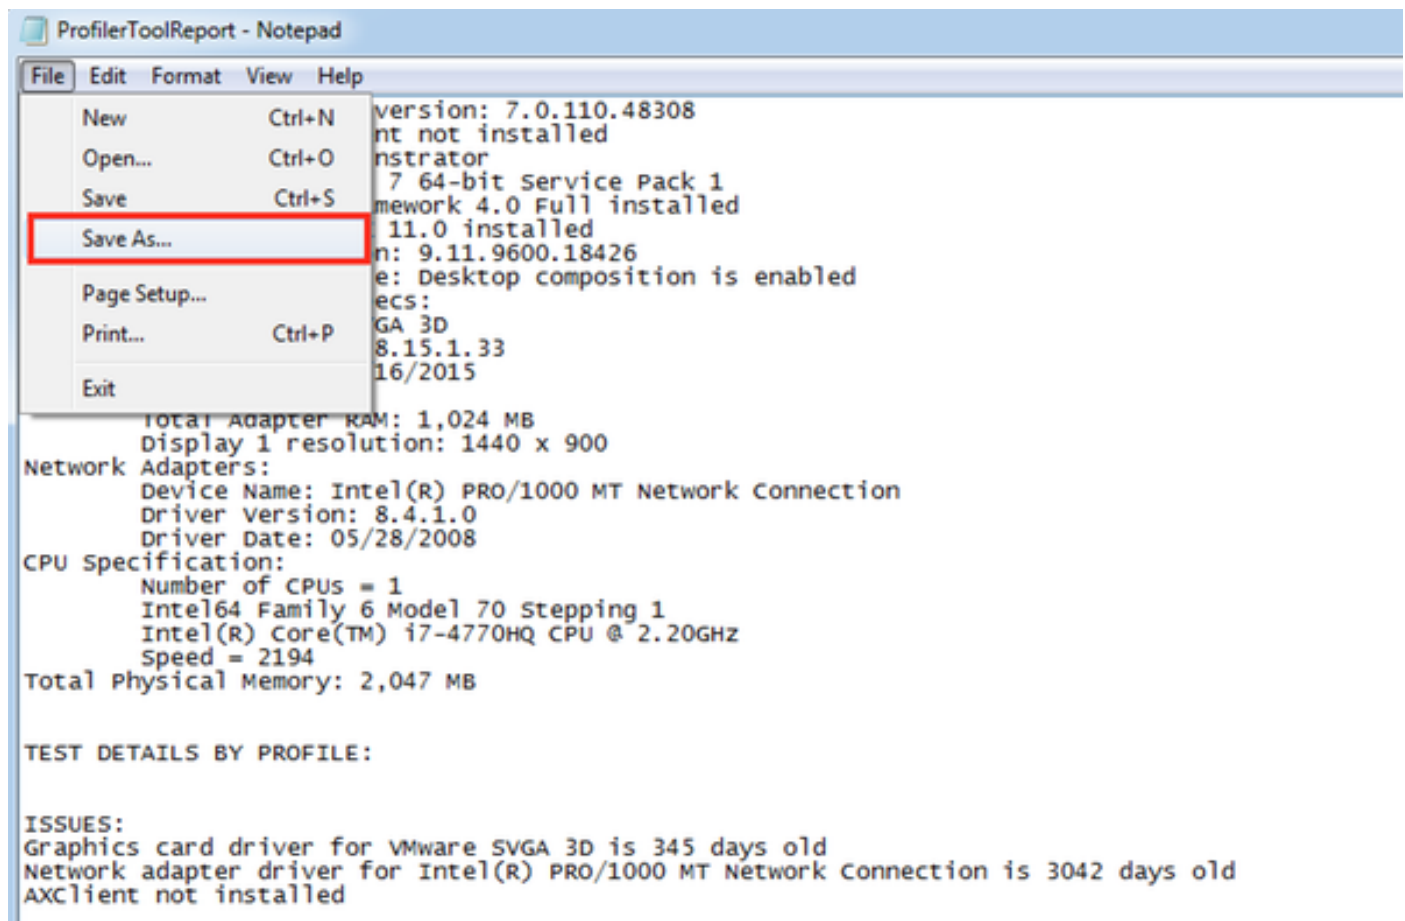 ProfilerToolReport - Notepad
File Edit Format View Help
New Ctrl+N
Open... Ctrl+O
Save Ctrl+S
Save As...
Page Setup...
Print... Ctrl+P
Exit
version: 7.0.110.48308
nt not installed
nstrator
7 64-bit Service Pack 1
mework 4.0 Full installed
11.0 installed
n: 9.11.9600.18426
e: Desktop composition is enabled
ecs:
GA 3D
8.15.1.33
16/2015
Total Adapter RAM: 1,024 MB
Display 1 resolution: 1440 x 900
Network Adapters:
Device Name: Intel(R) PRO/1000 MT Network Connection
Driver Version: 8.4.1.0
Driver Date: 05/28/2008
CPU Specification:
Number of CPUs = 1
Intel64 Family 6 Model 70 Stepping 1
Intel(R) Core(TM) i7-4770HQ CPU @ 2.20GHz
Speed = 2194
Total Physical Memory: 2,047 MB
TEST DETAILS BY PROFILE:
ISSUES:
Graphics card driver for VMware SVGA 3D is 345 days old
Network adapter driver for Intel(R) PRO/1000 MT Network Connection is 3042 days old
AXClient not installed